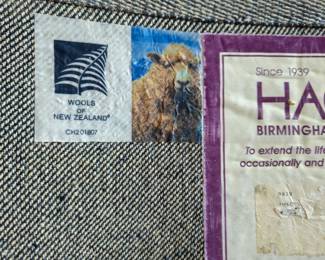 WOOLS
OF
NEW ZEALAND®
CH201807
Since 1939
HA
BIRMINGHA
To extend the life
occasionally and